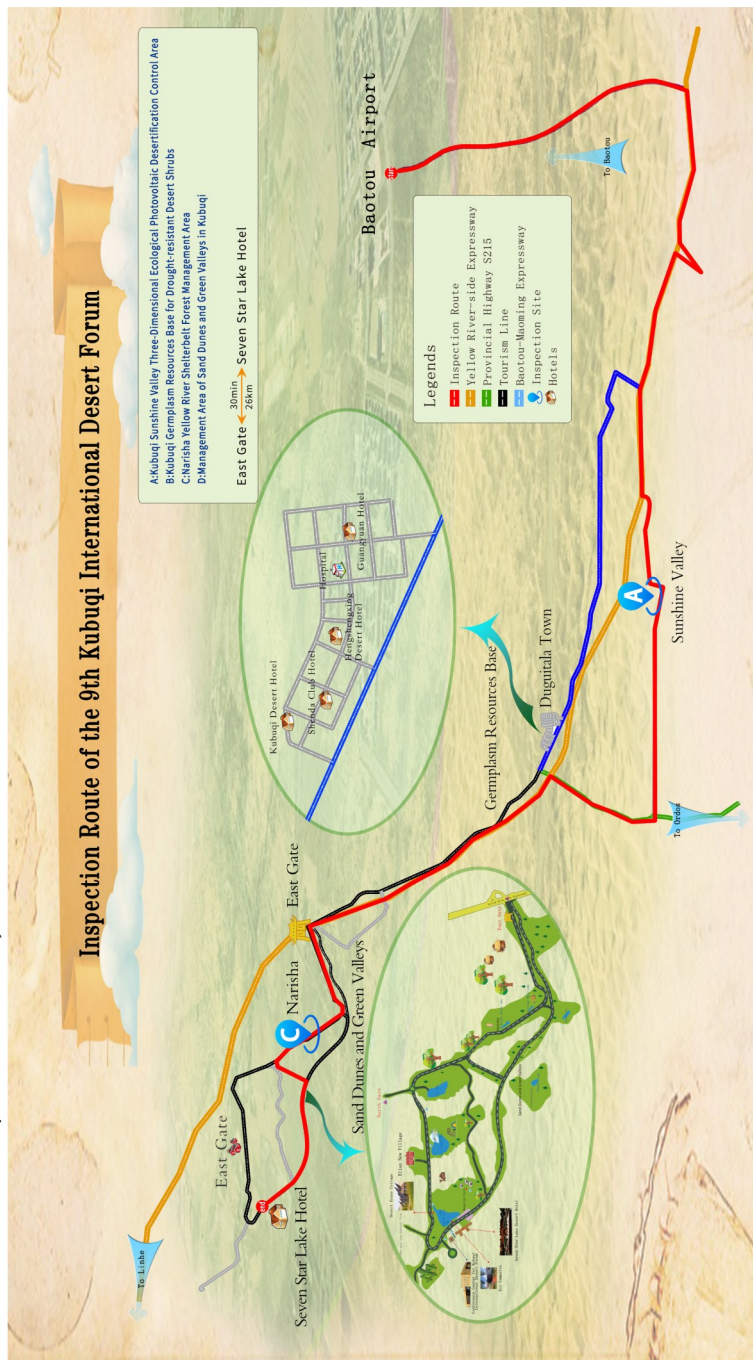 Inspection Route of the 9th Kubuqi International Desert Forum
A:Kubuqi Sunshine Valley Three-Dimensional Ecological Photovoltaic Desertification Control Area
B:Kubuqi Germplasm Resources Base for Drought-resistant Desert Shrubs
C:Narisha Yellow River Shelterbelt Forest Management Area
D:Management Area of Sand Dunes and Green Valleys in Kubuqi
East Gate 30min 26km Seven Star Lake Hotel
To Linhe
East Gate
Seven Star Lake Hotel
Narisha
C
East Gate
Sand Dunes and Green Valleys
Kubuqi Desert Hotel
Shenda Club Hotel
Hengshengxing
Desert Hotel
Hospital
Guangyuan Hotel
Baotou Airport
Legends
Inspection Route
Yellow River-side Expressway
Provincial Highway S215
Tourism Line
Baotou-Maoming Expressway
Inspection Site
Hotels
To Baotou
Germplasm Resources Base
Duguitala Town
A
Sunshine Valley
To Ordos